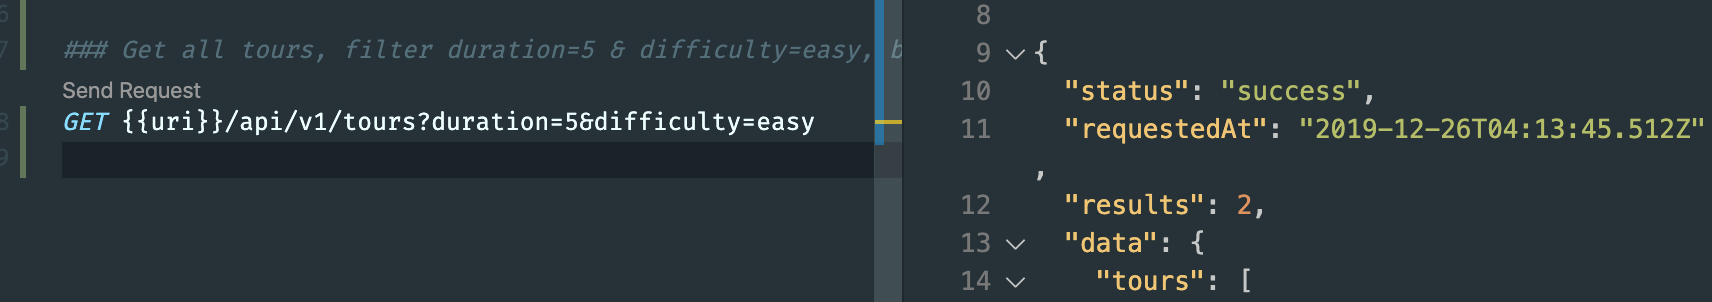 6
7 ### Get all tours, filter duration=5 & difficulty=easy, b
Send Request
8 GET {{uri}}/api/v1/tours?duration=5&difficulty=easy
9
8
9 {
10 "status": "success",
11 "requestedAt": "2019-12-26T04:13:45.512Z"
,
12 "results": 2,
13 "data": {
14 "tours": [